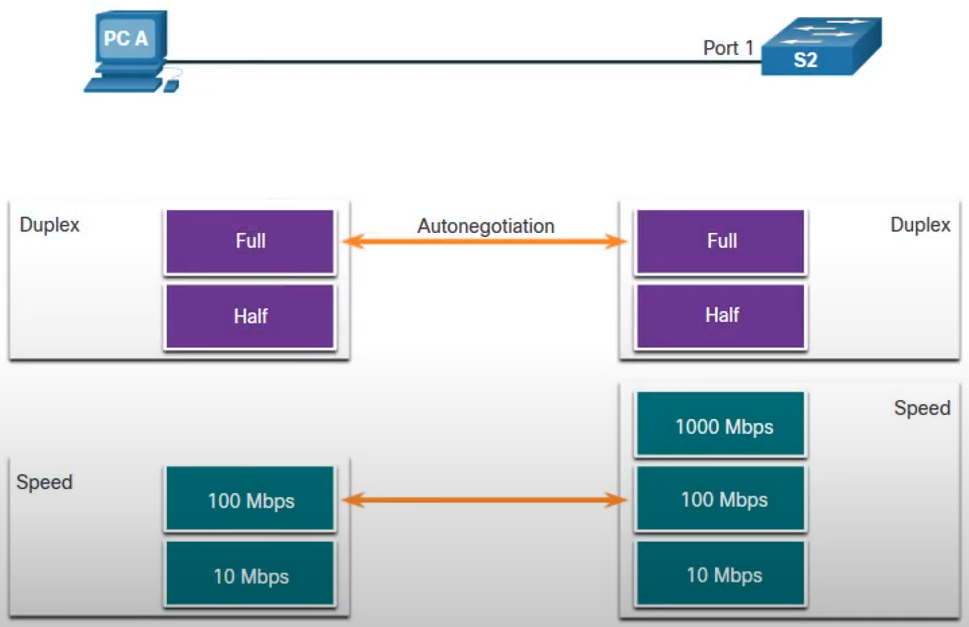 PC A
Port 1
S2
Duplex
Full
Autonegotiation
Full
Duplex
Half
Half
1000 Mbps
Speed
Speed
100 Mbps
100 Mbps
10 Mbps
10 Mbps